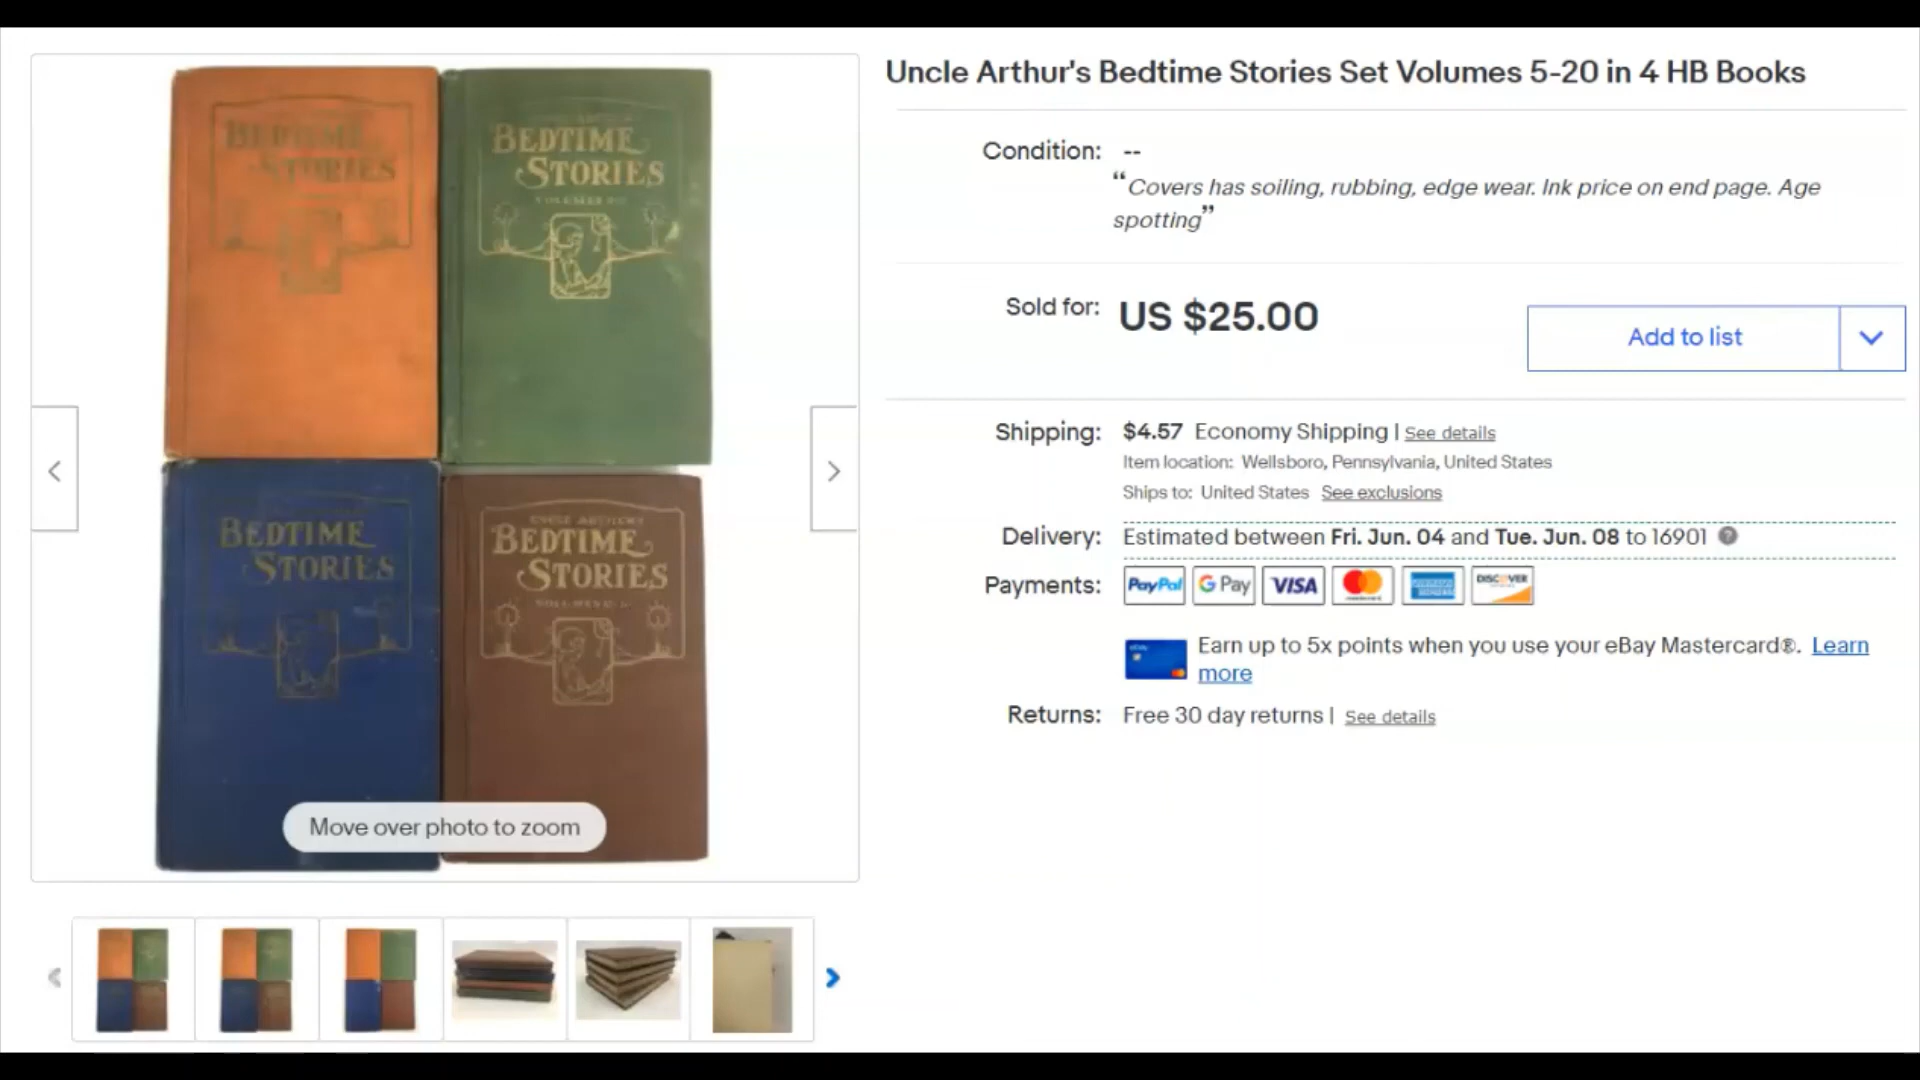 BEDTIME
STORIES
BEDTIME
STORIES
BEDTIME
STORIES
UNCLE ARTHUR'S
BEDTIME
STORIES
Move over photo to zoom
Uncle Arthur's Bedtime Stories Set Volumes 5-20 in 4 HB Books
Condition: --
“Covers has soiling, rubbing, edge wear. Ink price on end page. Age
spotting”
Sold for: US $25.00
Add to list
Shipping: $4.57 Economy Shipping | See details
Item location: Wellsboro, Pennsylvania, United States
Ships to: United States See exclusions
Delivery: Estimated between Fri. Jun. 04 and Tue. Jun. 08 to 16901 ?
Payments: PayPal G Pay VISA DISCOVER
Earn up to 5x points when you use your eBay Mastercard®. Learn
more
Returns: Free 30 day returns | See details